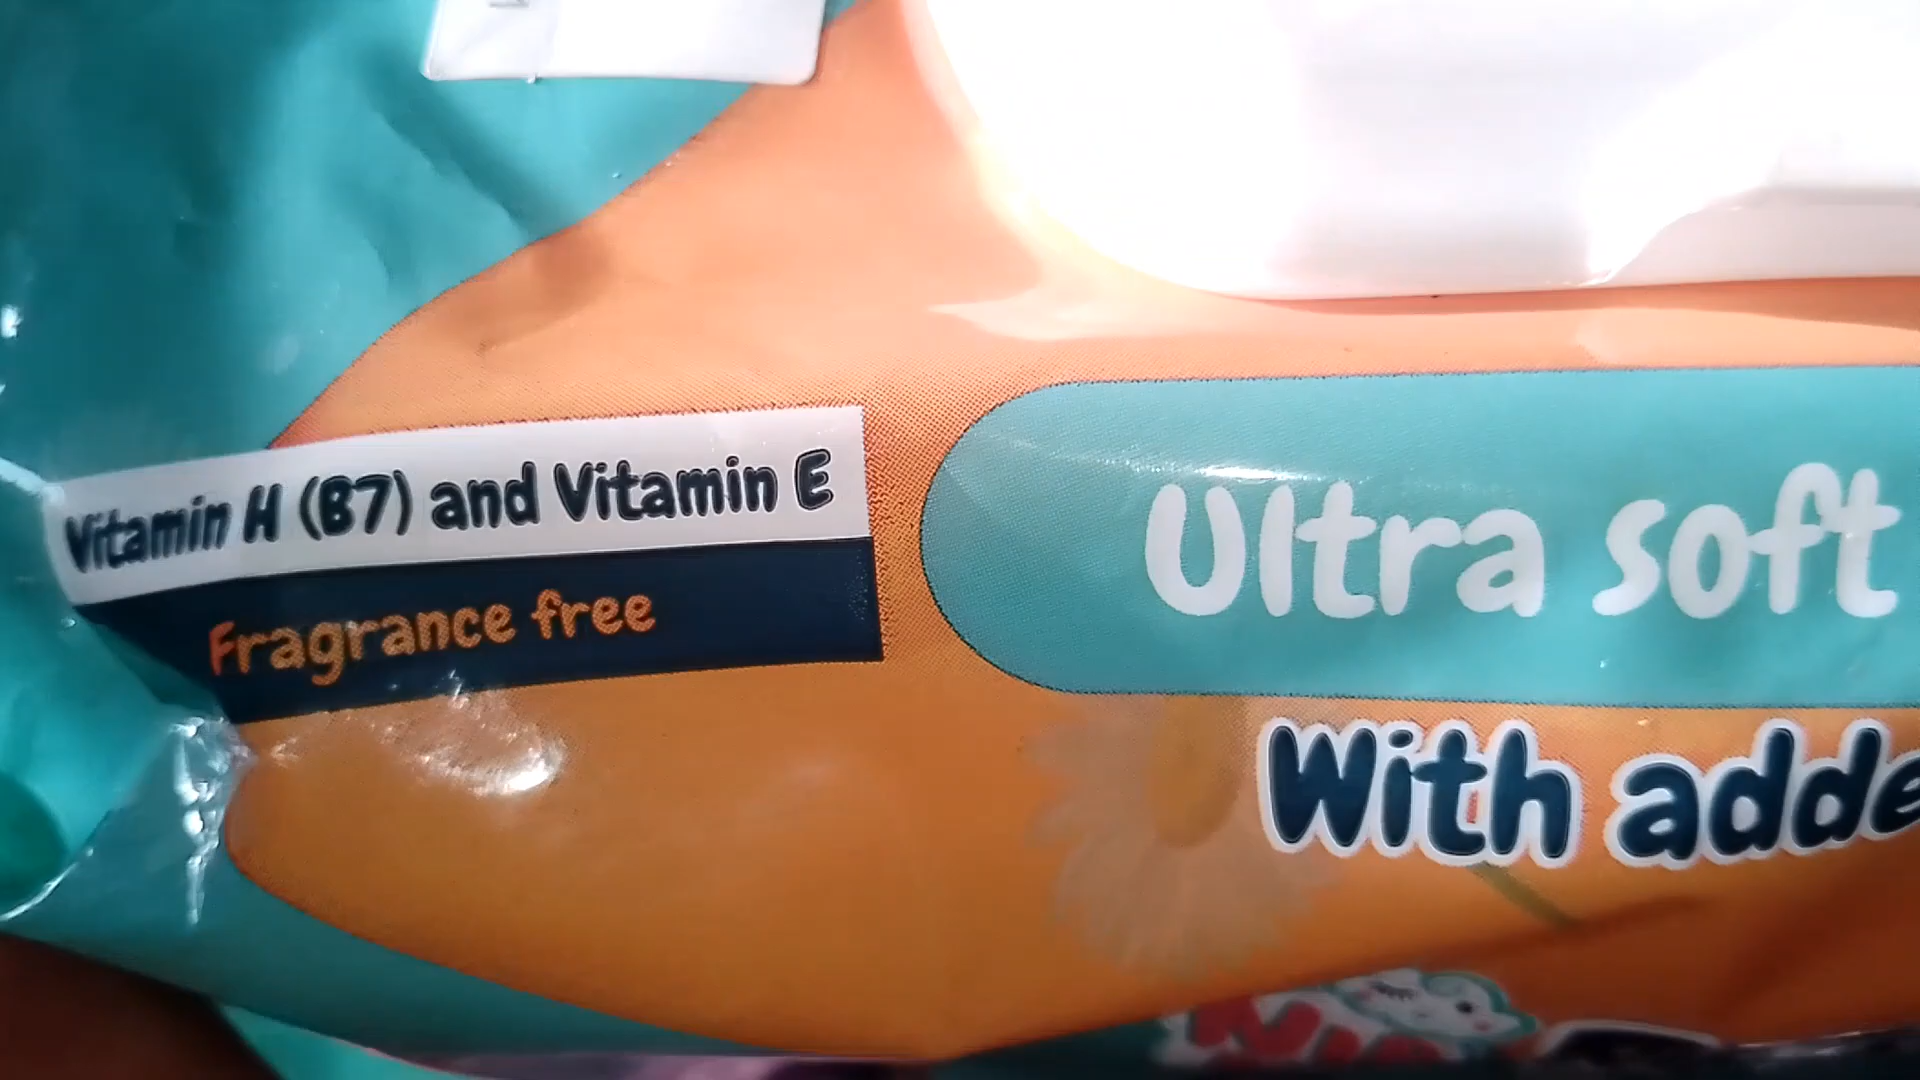 Vitamin H (B7) and Vitamin E
Fragrance free
Ultra soft
With adde